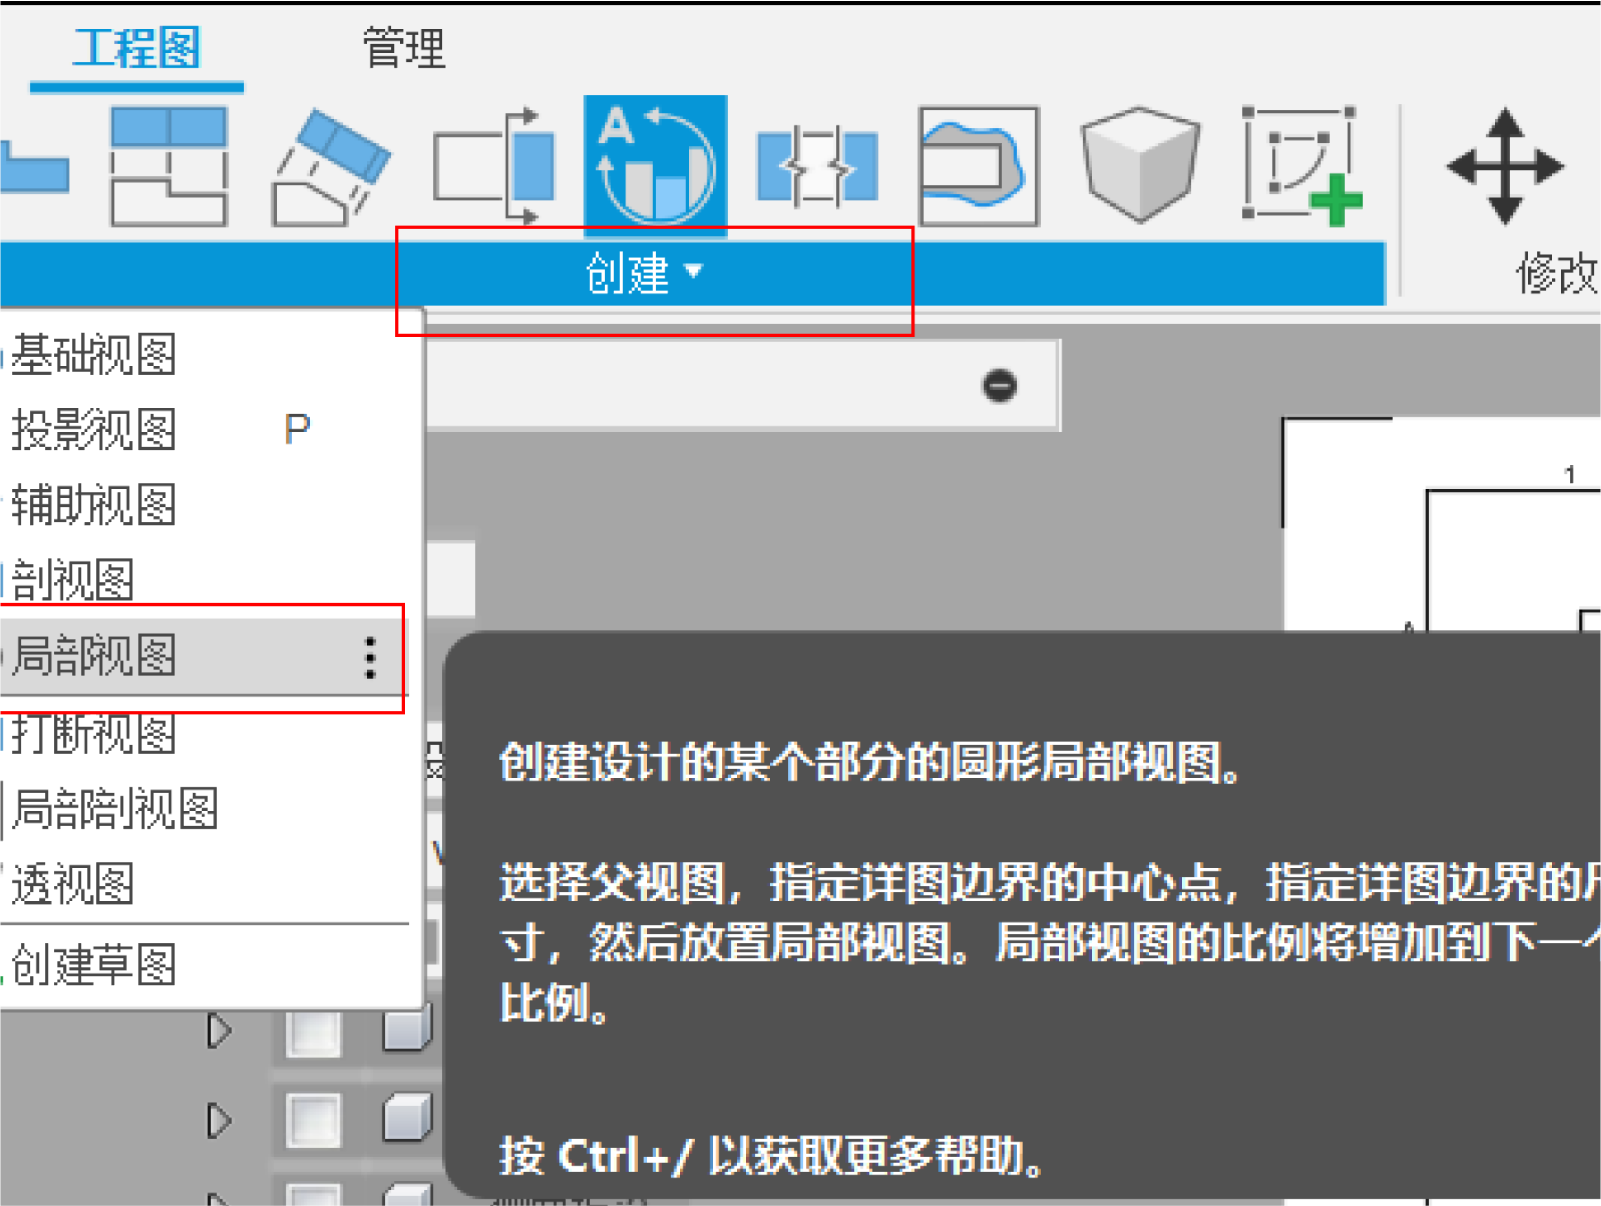 工程图
管理
A
创建
修改
基础视图
投影视图 P
辅助视图
剖视图
局部视图
打断视图
局部剖视图
透视图
创建草图
1
创建设计的某个部分的圆形局部视图。
选择父视图，指定详图边界的中心点，指定详图边界的尺
寸，然后放置局部视图。局部视图的比例将增加到下一个
比例。
按 Ctrl+/ 以获取更多帮助。